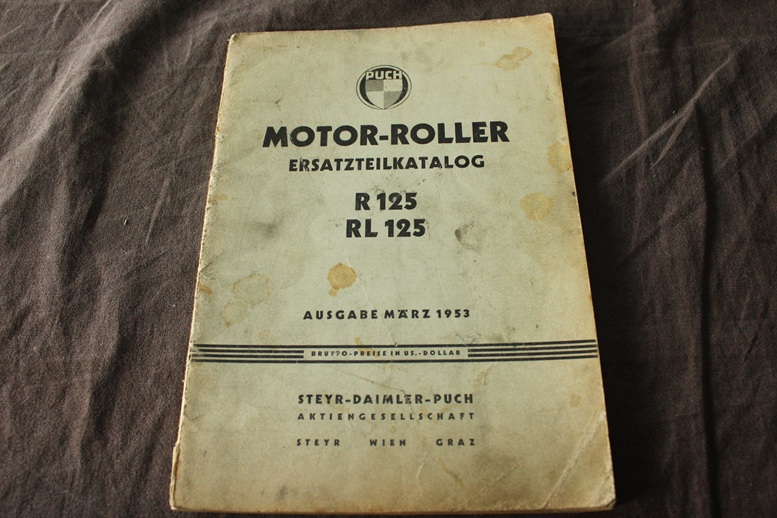 PUCH
MOTOR-ROLLER
ERSATZTEILKATALOG
R 125
RL 125
AUSGABE MÄRZ 1953
BRUTTO-PREISE IN US.-DOLLAR
STEYR-DAIMLER-PUCH
AKTIENGESELLSCHAFT
STEYR WIEN GRAZ